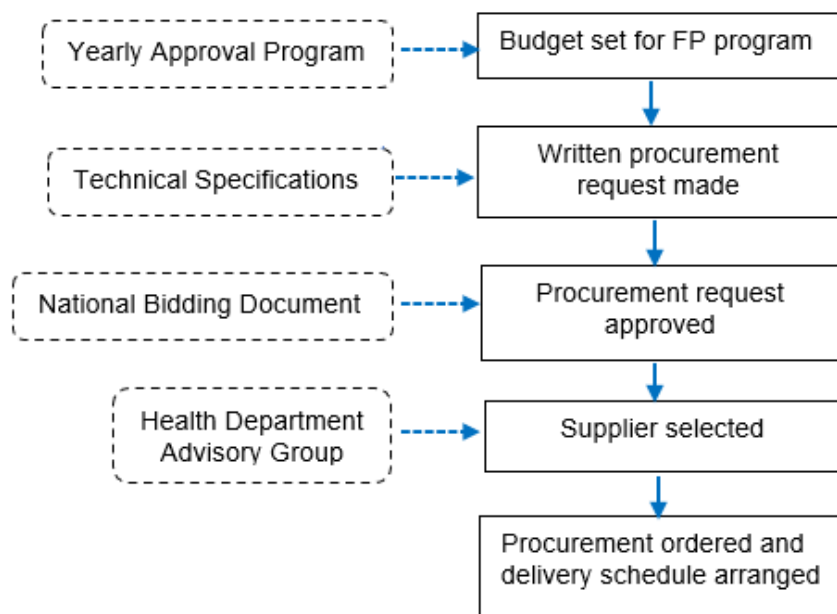 Yearly Approval Program
Budget set for FP program
Technical Specifications
Written procurement
request made
National Bidding Document
Procurement request
approved
Health Department
Advisory Group
Supplier selected
Procurement ordered and
delivery schedule arranged